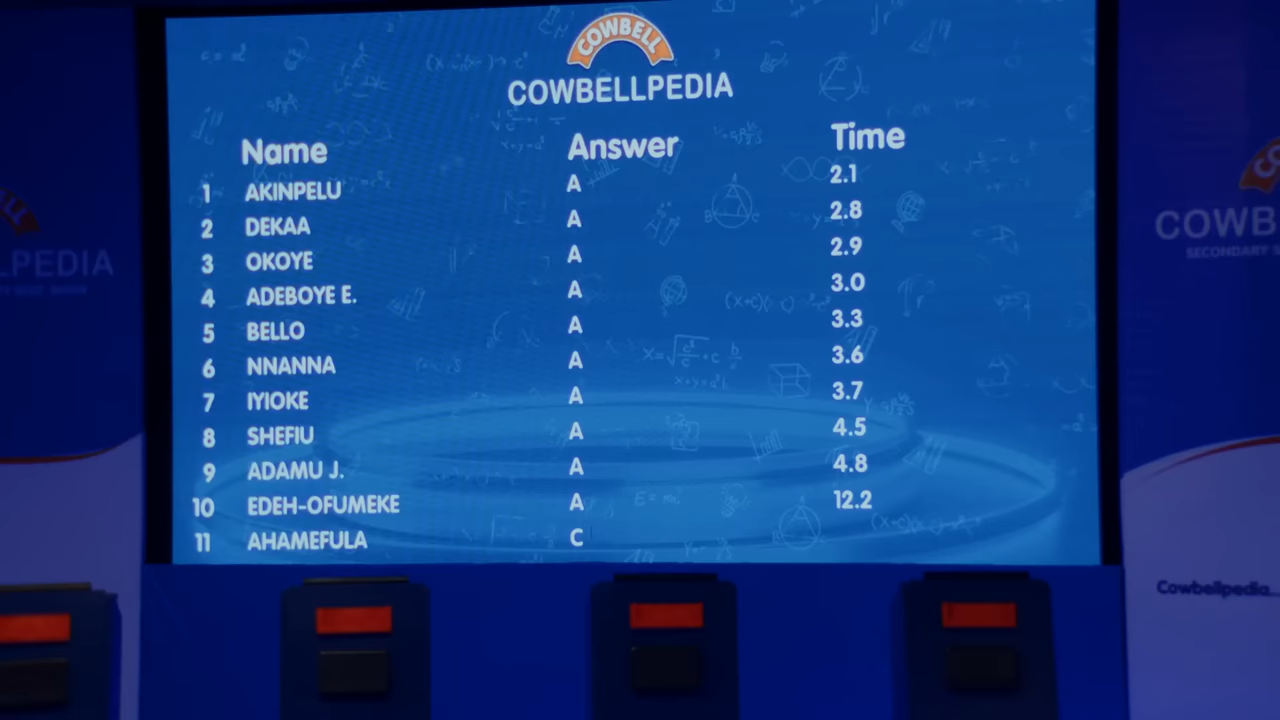 COWBELL
COWBELLPEDIA
Name Answer Time
1 AKINPELU A 2.1
2 DEKAA A 2.8
3 OKOYE A 2.9
4 ADEBOYE E. A 3.0
5 BELLO A 3.3
6 NNANNA A 3.6
7 IYIOKE A 3.7
8 SHEFIU A 4.5
9 ADAMU J. A 4.8
10 EDEH-OFUMEKE A 12.2
11 AHAMEFULA C
LPEDIA
COWB
SECONDARY
Cowbellpedia